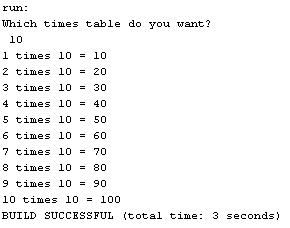 run:
Which times table do you want?
10
1 times 10 = 10
2 times 10 = 20
3 times 10 = 30
4 times 10 = 40
5 times 10 = 50
6 times 10 = 60
7 times 10 = 70
8 times 10 = 80
9 times 10 = 90
10 times 10 = 100
BUILD SUCCESSFUL (total time: 3 seconds)